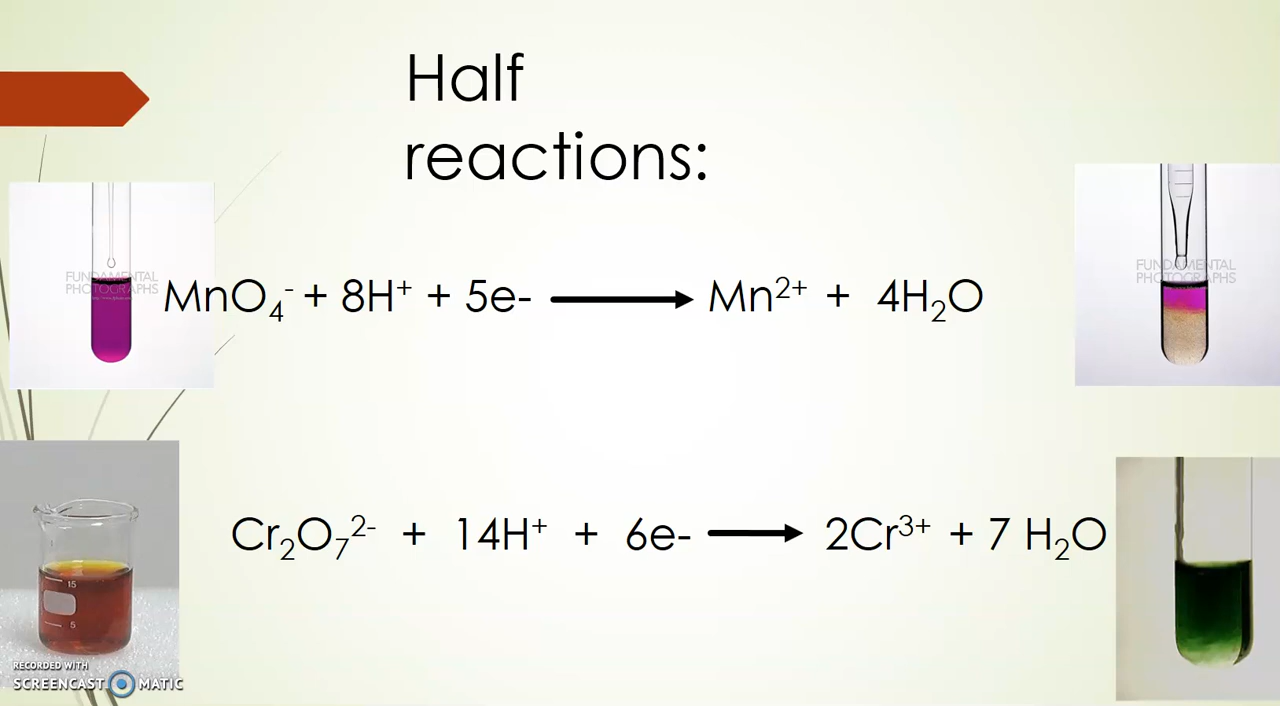 Half
reactions:
FUNDAMENTAL
PHOTOGRAPHS
MnO₄⁻ + 8H⁺ + 5e- ⟶ Mn²⁺ + 4H₂O
FUNDAMENTAL
PHOTOGRAPHS
Cr₂O₇²⁻ + 14H⁺ + 6e- ⟶ 2Cr³⁺ + 7 H₂O
15
5
RECORDED WITH
SCREENCAST MATIC